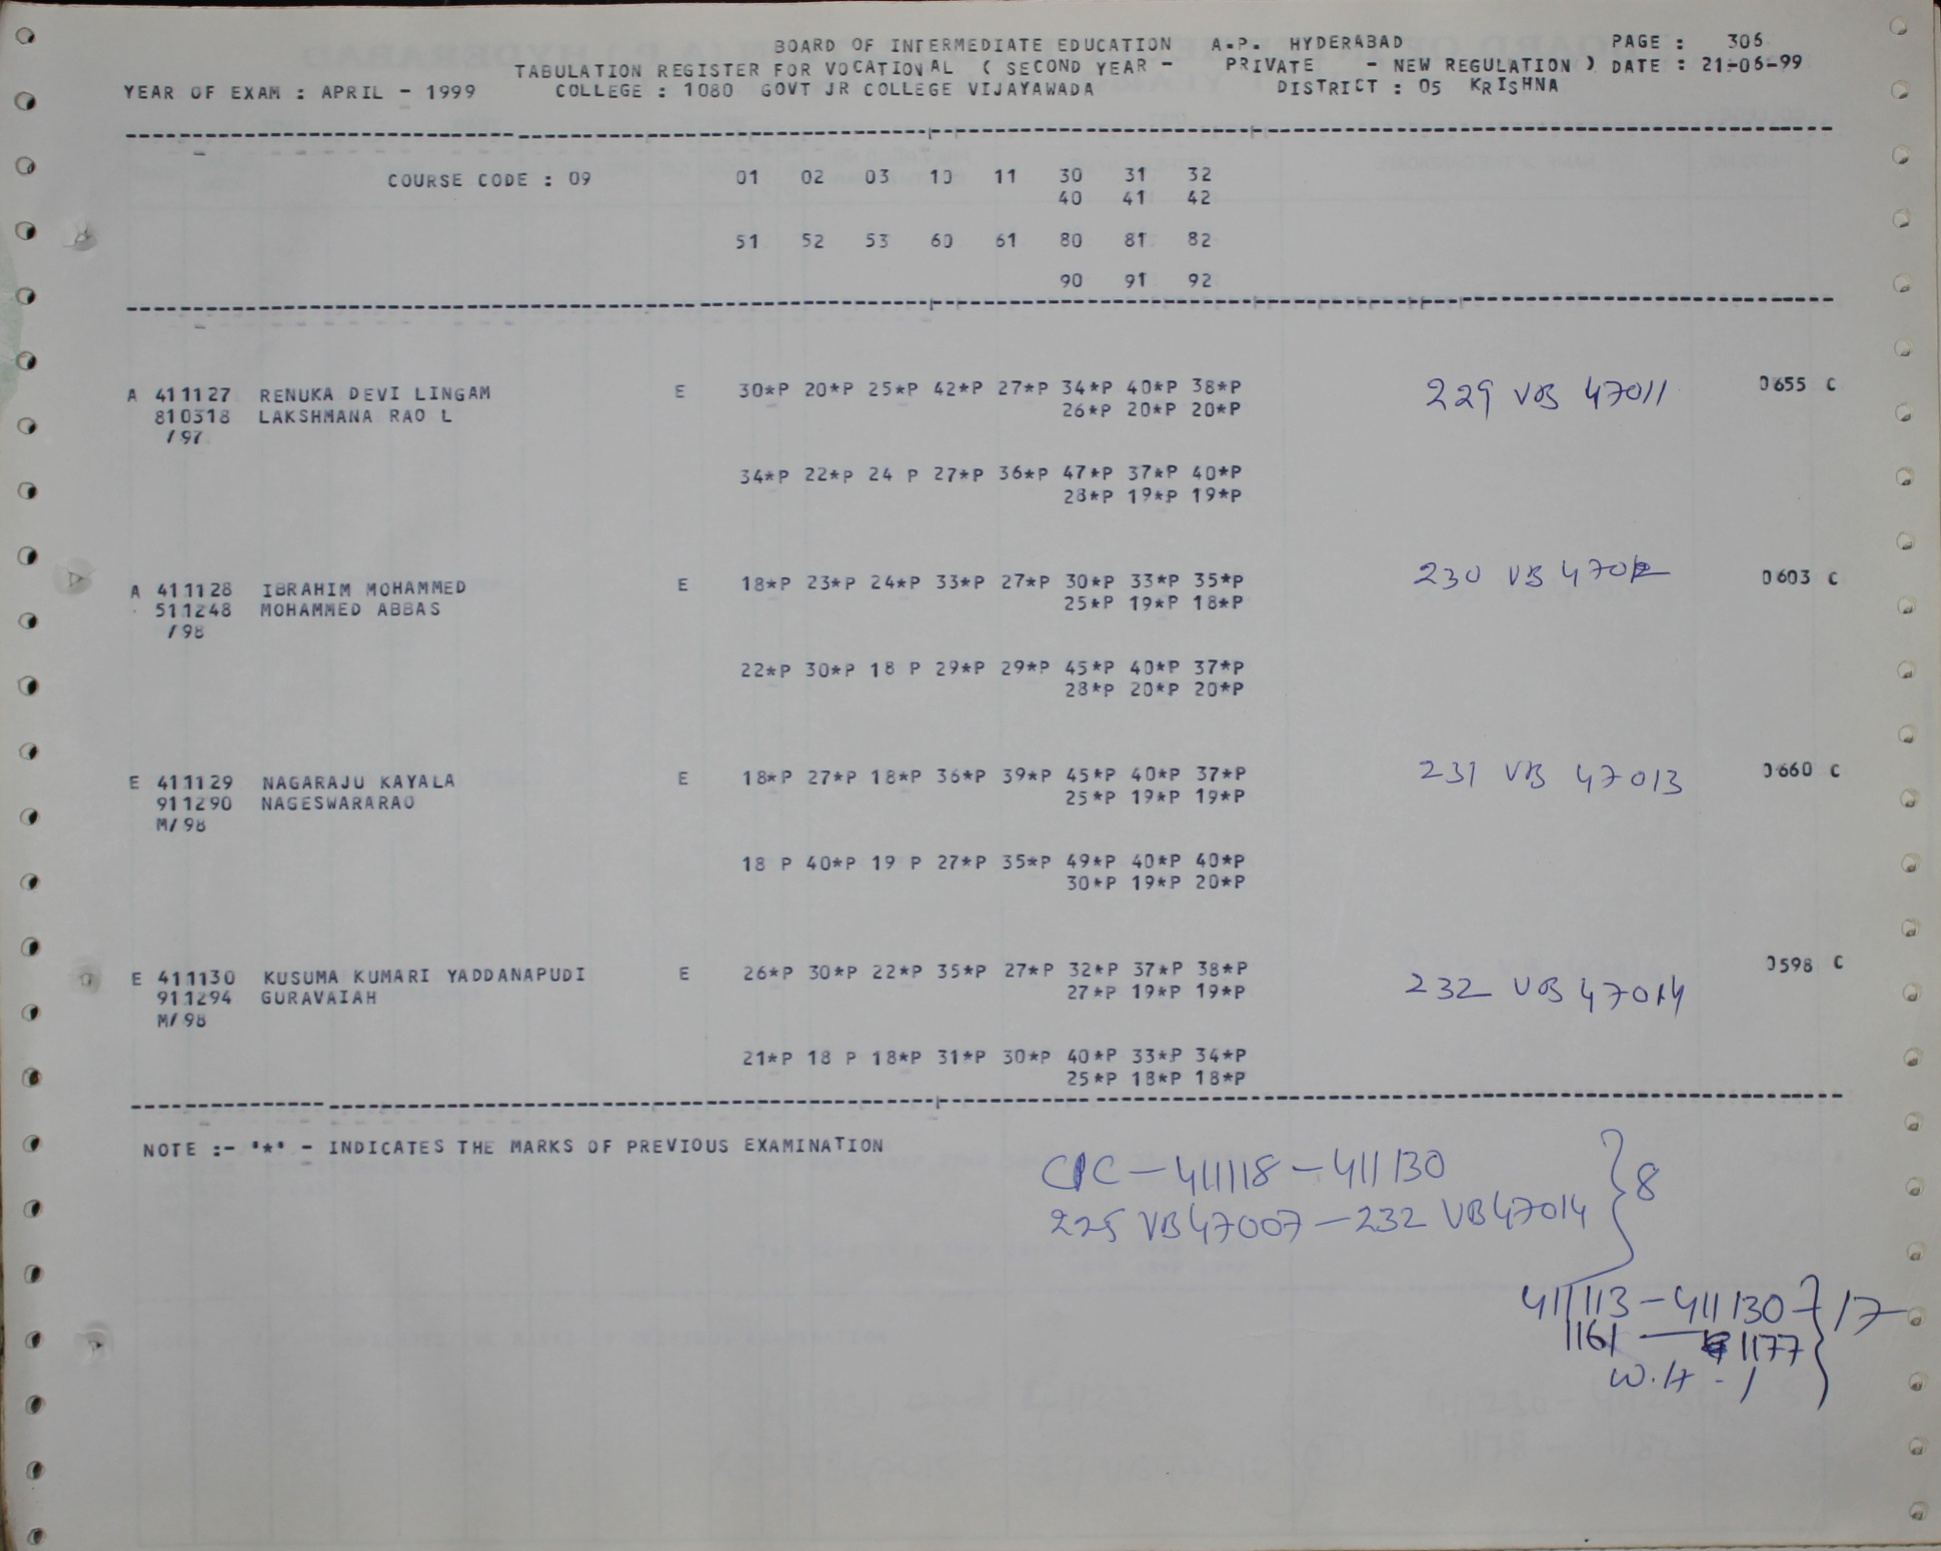 BOARD OF INTERMEDIATE EDUCATION A.P. HYDERABAD PAGE : 306
TABULATION REGISTER FOR VOCATIONAL ( SECOND YEAR - PRIVATE - NEW REGULATION ) DATE : 21-06-99
YEAR OF EXAM : APRIL - 1999 COLLEGE : 1080 GOVT JR COLLEGE VIJAYAWADA DISTRICT : 05 KRISHNA
COURSE CODE : 09 01 02 03 10 11 30 31 32
40 41 42
51 52 53 60 61 80 81 82
90 91 92
A 411127 RENUKA DEVI LINGAM E 30*P 20*P 25*P 42*P 27*P 34*P 40*P 38*P 229 VB 47011 0655 C
810318 LAKSHMANA RAO L 26*P 20*P 20*P
/97
34*P 22*P 24 P 27*P 36*P 47*P 37*P 40*P
28*P 19*P 19*P
A 411128 IBRAHIM MOHAMMED E 18*P 23*P 24*P 33*P 27*P 30*P 33*P 35*P 230 VB 47012 0603 C
511248 MOHAMMED ABBAS 25*P 19*P 18*P
/98
22*P 30*P 18 P 29*P 29*P 45*P 40*P 37*P
28*P 20*P 20*P
E 411129 NAGARAJU KAYALA E 18*P 27*P 18*P 36*P 39*P 45*P 40*P 37*P 231 VB 47013 0660 C
911290 NAGESWARARAO 25*P 19*P 19*P
M/98
18 P 40*P 19 P 27*P 35*P 49*P 40*P 40*P
30*P 19*P 20*P
E 411130 KUSUMA KUMARI YADDANAPUDI E 26*P 30*P 22*P 35*P 27*P 32*P 37*P 38*P 232 VB 47014 0598 C
911294 GURAVAIAH 27*P 19*P 19*P
M/98
21*P 18 P 18*P 31*P 30*P 40*P 33*P 34*P
25*P 18*P 18*P
NOTE :- '*' - INDICATES THE MARKS OF PREVIOUS EXAMINATION
411118 - 411130 } 8
225 VB 47007 - 232 VB 47014
411113 - 411130 } 17
1161 - 1177
W.H - 1